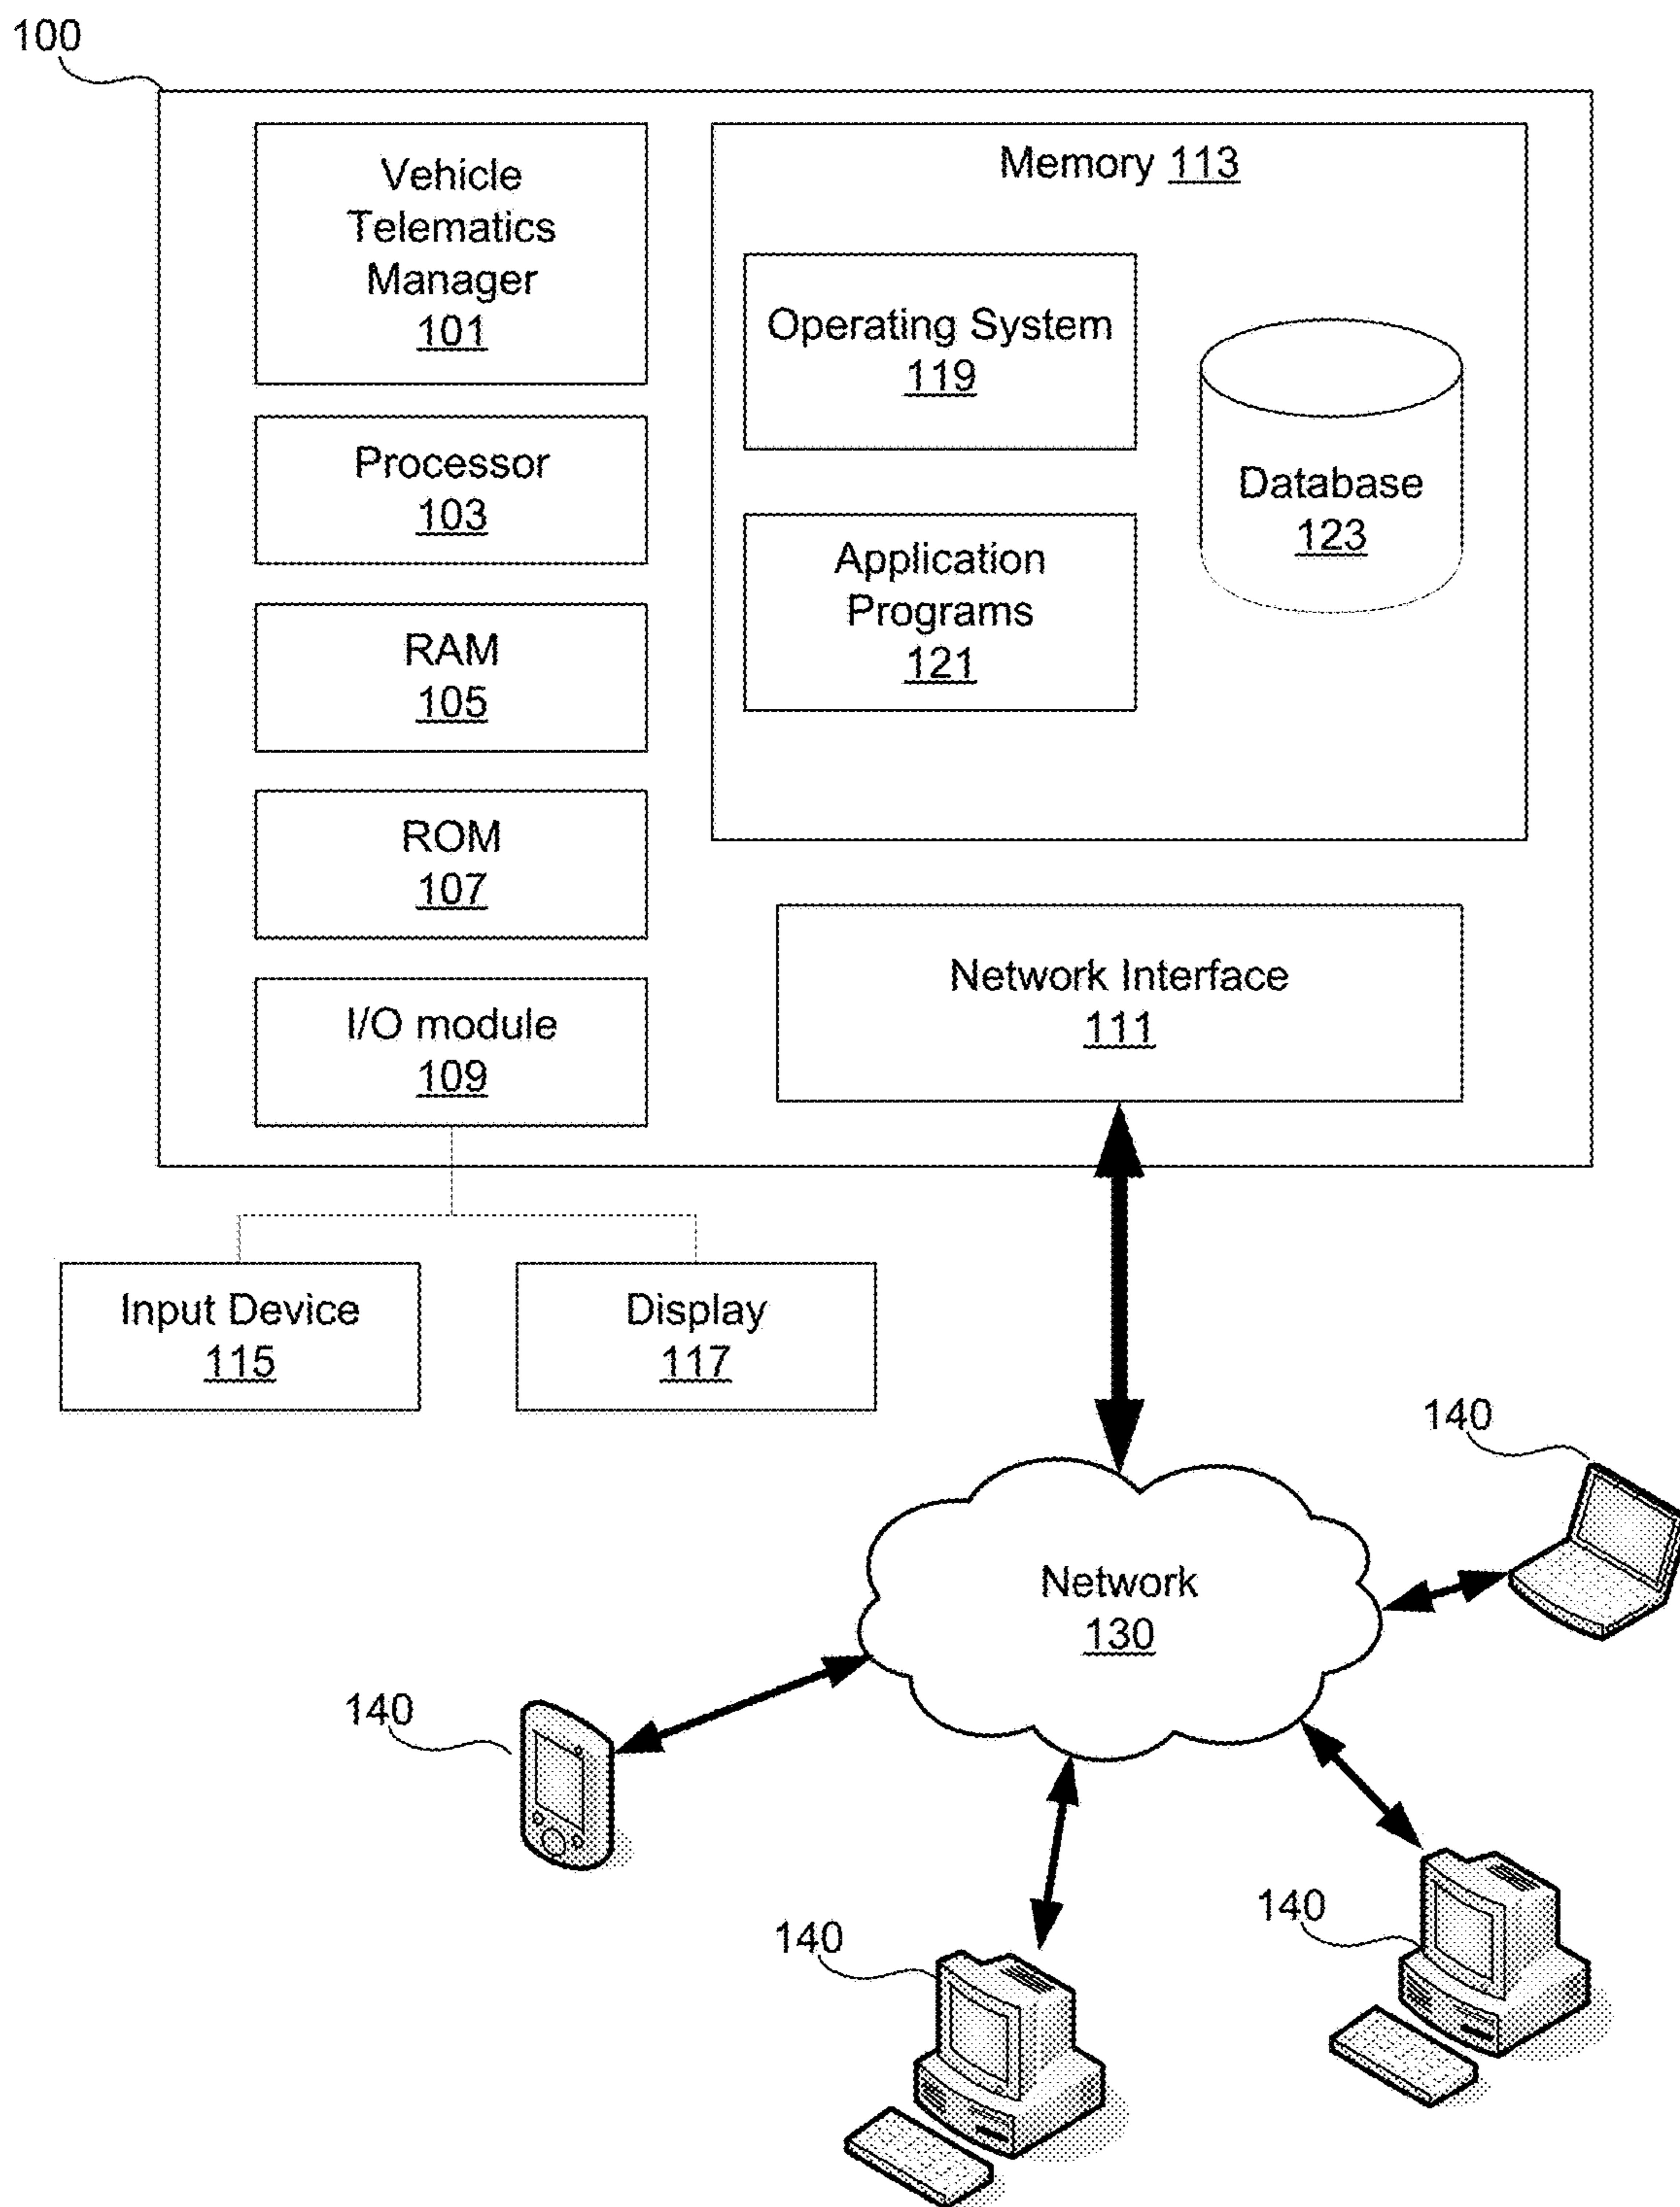 100
Vehicle
Telematics
Manager
101
Processor
103
RAM
105
ROM
107
I/O module
109
Memory 113
Operating System
119
Application
Programs
121
Database
123
Network Interface
111
Input Device
115
Display
117
Network
130
140
140
140
140